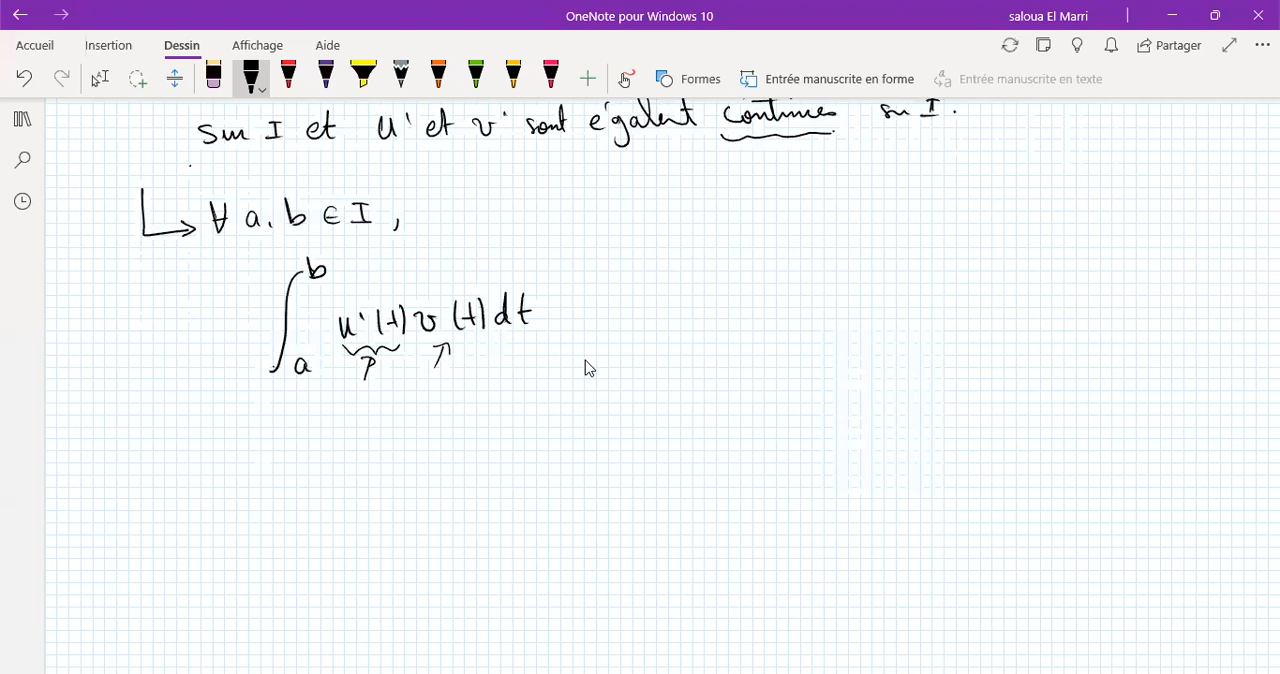 OneNote pour Windows 10
saloua El Marri
Accueil Insertion Dessin Affichage Aide
Partager
Formes
Entrée manuscrite en forme
Entrée manuscrite en texte
sur I et u' et v' sont égalent continues sur I.
∀ a, b ∈ I,
∫_a^b u'(t) v(t) dt